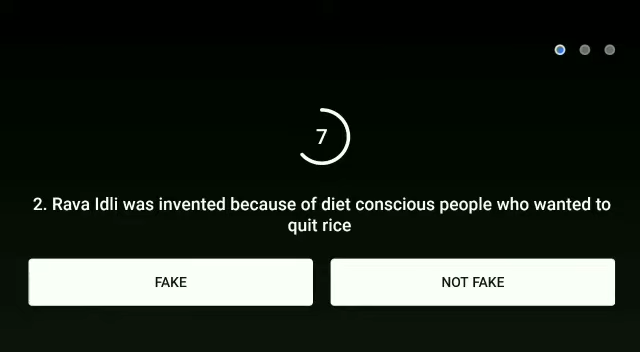 7
2. Rava Idli was invented because of diet conscious people who wanted to
quit rice
FAKE
NOT FAKE